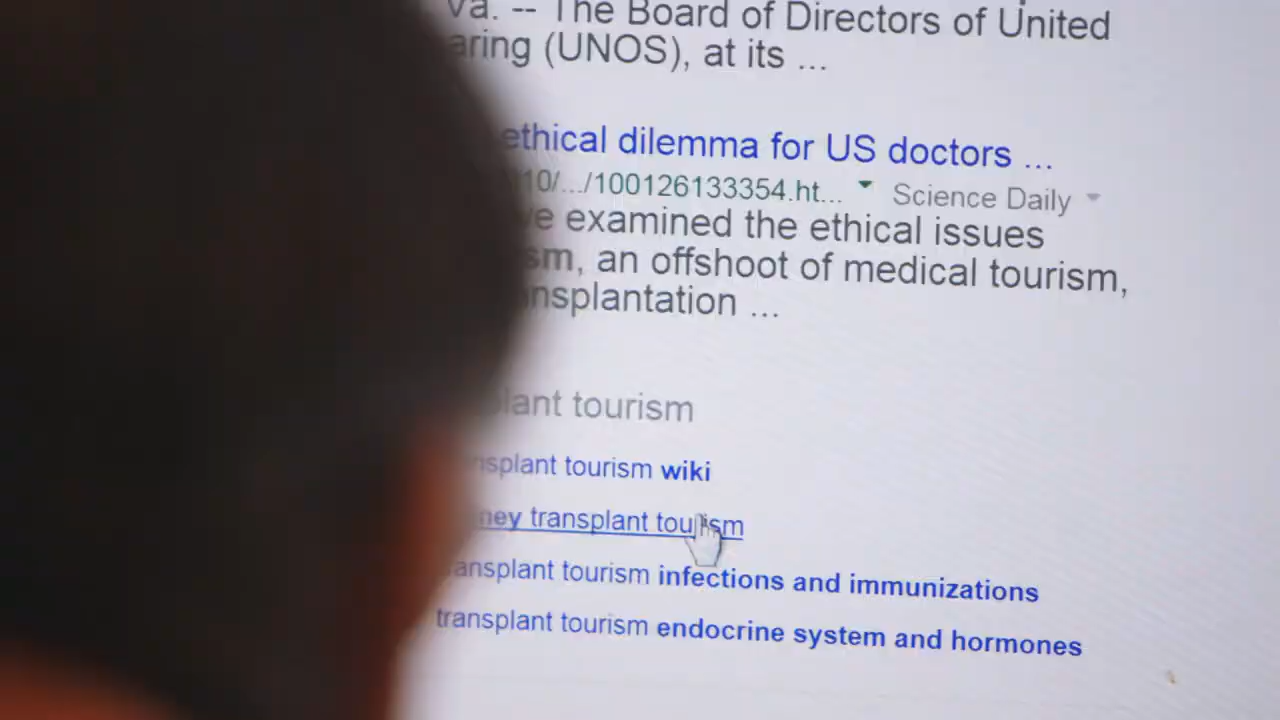 Va. -- The Board of Directors of United
aring (UNOS), at its ...
ethical dilemma for US doctors ...
10/.../100126133354.ht... Science Daily
ve examined the ethical issues
sm, an offshoot of medical tourism,
nsplantation ...
lant tourism
nsplant tourism wiki
ney transplant tourism
ansplant tourism infections and immunizations
transplant tourism endocrine system and hormones